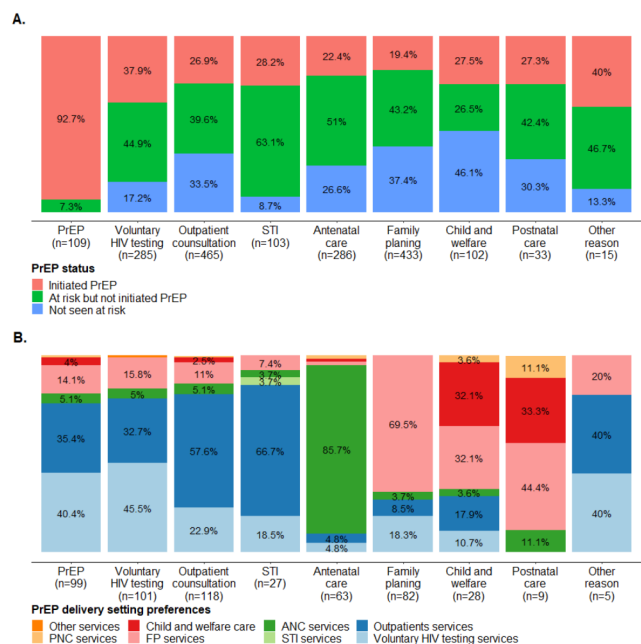 A.
92.7%
7.3%
37.9%
44.9%
17.2%
26.9%
39.6%
33.5%
28.2%
63.1%
8.7%
22.4%
51%
26.6%
19.4%
43.2%
37.4%
27.5%
26.5%
46.1%
27.3%
42.4%
30.3%
40%
46.7%
13.3%
PrEP
(n=109)
Voluntary
HIV testing
(n=285)
Outpatient
counsultation
(n=465)
STI
(n=103)
Antenatal
care
(n=286)
Family
planing
(n=433)
Child and
welfare
(n=102)
Postnatal
care
(n=33)
Other
reason
(n=15)
PrEP status
Initiated PrEP
At risk but not initiated PrEP
Not seen at risk
B.
4%
14.1%
5.1%
35.4%
40.4%
15.8%
5%
32.7%
45.5%
2.5%
11%
5.1%
57.6%
22.9%
7.4%
3.7%
3.7%
66.7%
18.5%
85.7%
4.8%
4.8%
69.5%
3.7%
8.5%
18.3%
3.6%
32.1%
32.1%
3.6%
17.9%
10.7%
11.1%
33.3%
44.4%
11.1%
20%
40%
40%
PrEP
(n=99)
Voluntary
HIV testing
(n=101)
Outpatient
counsultation
(n=118)
STI
(n=27)
Antenatal
care
(n=63)
Family
planing
(n=82)
Child and
welfare
(n=28)
Postnatal
care
(n=9)
Other
reason
(n=5)
PrEP delivery setting preferences
Other services
PNC services
Child and welfare care
FP services
ANC services
STI services
Outpatients services
Voluntary HIV testing services